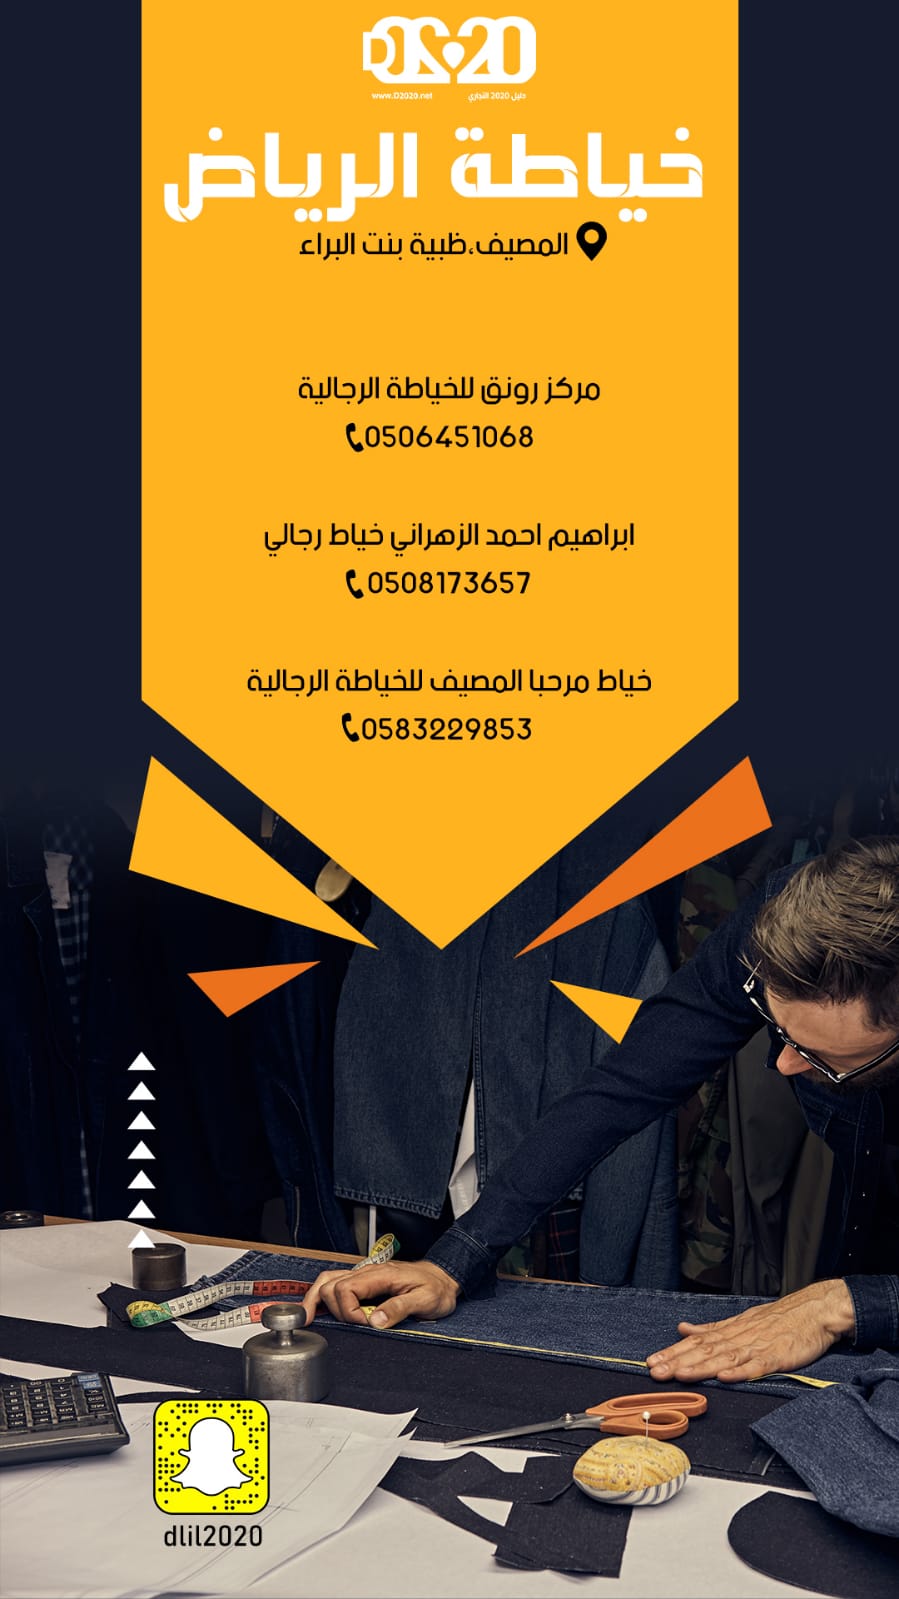 D2020
www.D2020.net دليل 2020 التجاري
خياطة الرياض
المصيف،ظبية بنت البراء
مركز رونق للخياطة الرجالية
0506451068
ابراهيم احمد الزهراني خياط رجالي
0508173657
خياط مرحبا المصيف للخياطة الرجالية
0583229853
dlil2020